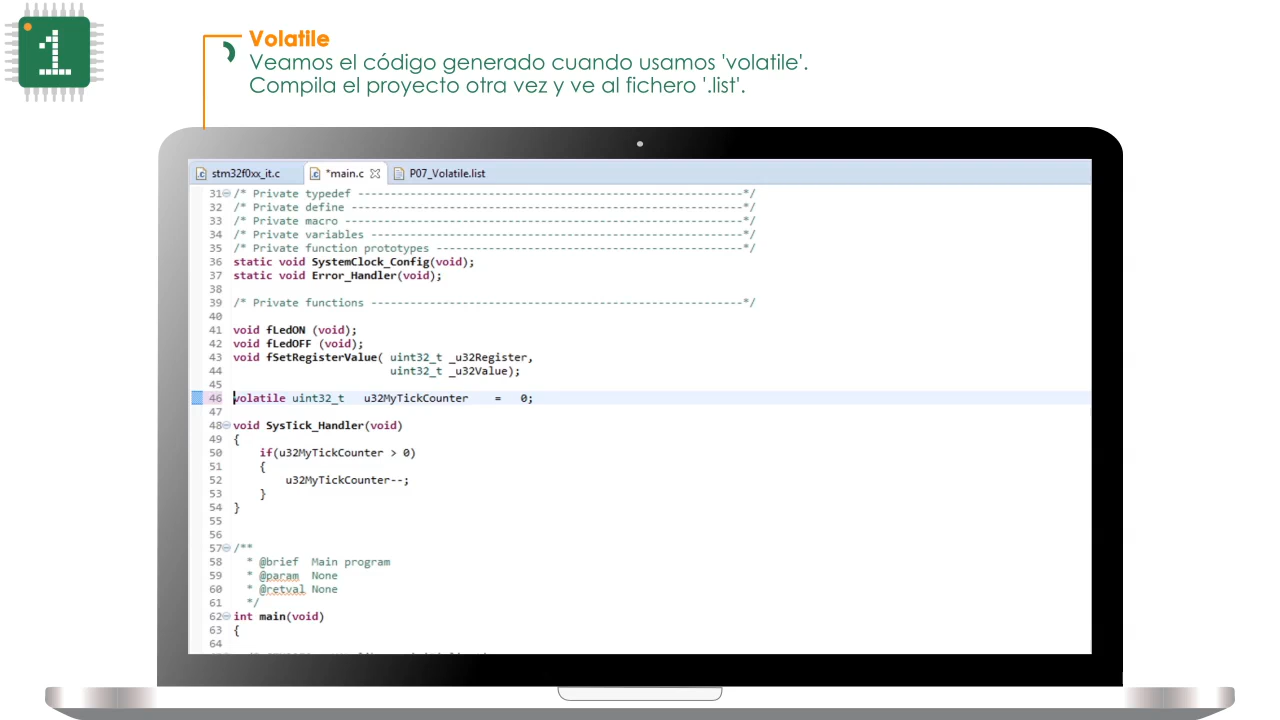 1
Volatile
Veamos el código generado cuando usamos 'volatile'.
Compila el proyecto otra vez y ve al fichero '.list'.
stm32f0xx_it.c *main.c P07_Volatile.list
31 /* Private typedef -----------------------------------------------------------*/
32 /* Private define ------------------------------------------------------------*/
33 /* Private macro -------------------------------------------------------------*/
34 /* Private variables ---------------------------------------------------------*/
35 /* Private function prototypes -----------------------------------------------*/
36 static void SystemClock_Config(void);
37 static void Error_Handler(void);
38
39 /* Private functions ---------------------------------------------------------*/
40
41 void fLedON (void);
42 void fLedOFF (void);
43 void fSetRegisterValue( uint32_t _u32Register,
44 uint32_t _u32Value);
45
46 volatile uint32_t u32MyTickCounter = 0;
47
48 void SysTick_Handler(void)
49 {
50 if(u32MyTickCounter > 0)
51 {
52 u32MyTickCounter--;
53 }
54 }
55
56
57 /**
58 * @brief Main program
59 * @param None
60 * @retval None
61 */
62 int main(void)
63 {
64